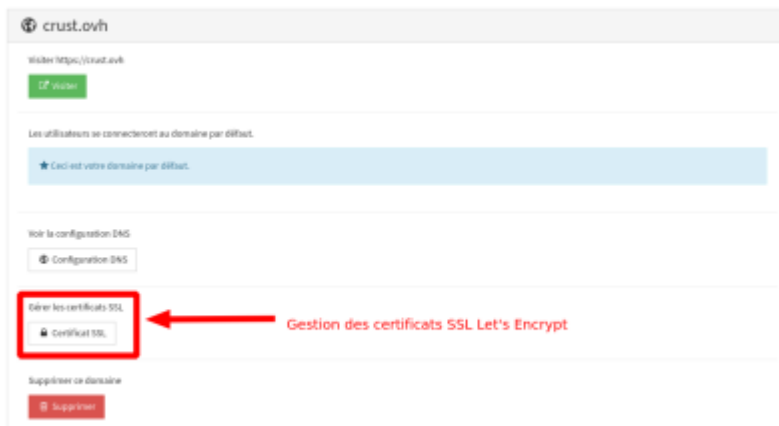 crust.ovh
Visiter https://crust.ovh
Visiter
Les utilisateurs se connecteront au domaine par défaut.
Ceci est votre domaine par défaut.
Voir la configuration DNS
Configuration DNS
Gérer les certificats SSL
Certificat SSL
Gestion des certificats SSL Let's Encrypt
Supprimer ce domaine
Supprimer